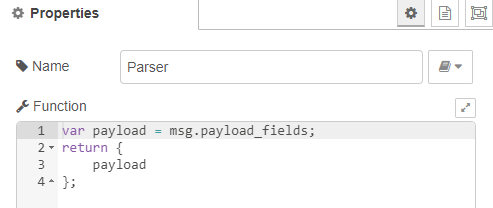 Properties
Name
Parser
Function
1 var payload = msg.payload_fields;
2 return {
3     payload
4 };